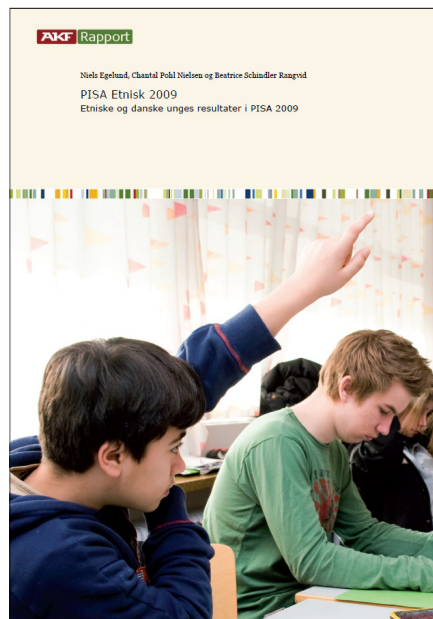 AKF Rapport
Niels Egelund, Chantal Pohl Nielsen og Beatrice Schindler Rangvid
PISA Etnisk 2009
Etniske og danske unges resultater i PISA 2009